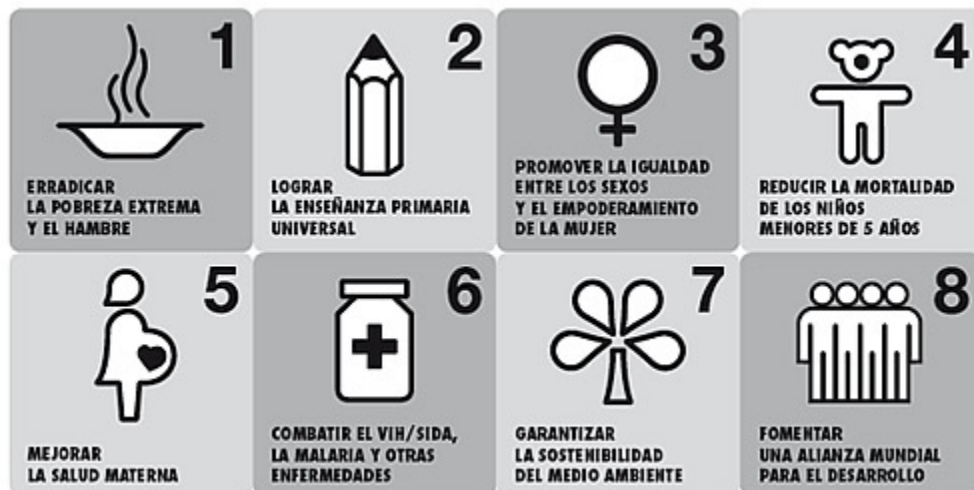 1
ERRADICAR
LA POBREZA EXTREMA
Y EL HAMBRE
2
LOGRAR
LA ENSEÑANZA PRIMARIA
UNIVERSAL
3
PROMOVER LA IGUALDAD
ENTRE LOS SEXOS
Y EL EMPODERAMIENTO
DE LA MUJER
4
REDUCIR LA MORTALIDAD
DE LOS NIÑOS
MENORES DE 5 AÑOS
5
MEJORAR
LA SALUD MATERNA
6
COMBATIR EL VIH/SIDA,
LA MALARIA Y OTRAS
ENFERMEDADES
7
GARANTIZAR
LA SOSTENIBILIDAD
DEL MEDIO AMBIENTE
8
FOMENTAR
UNA ALIANZA MUNDIAL
PARA EL DESARROLLO